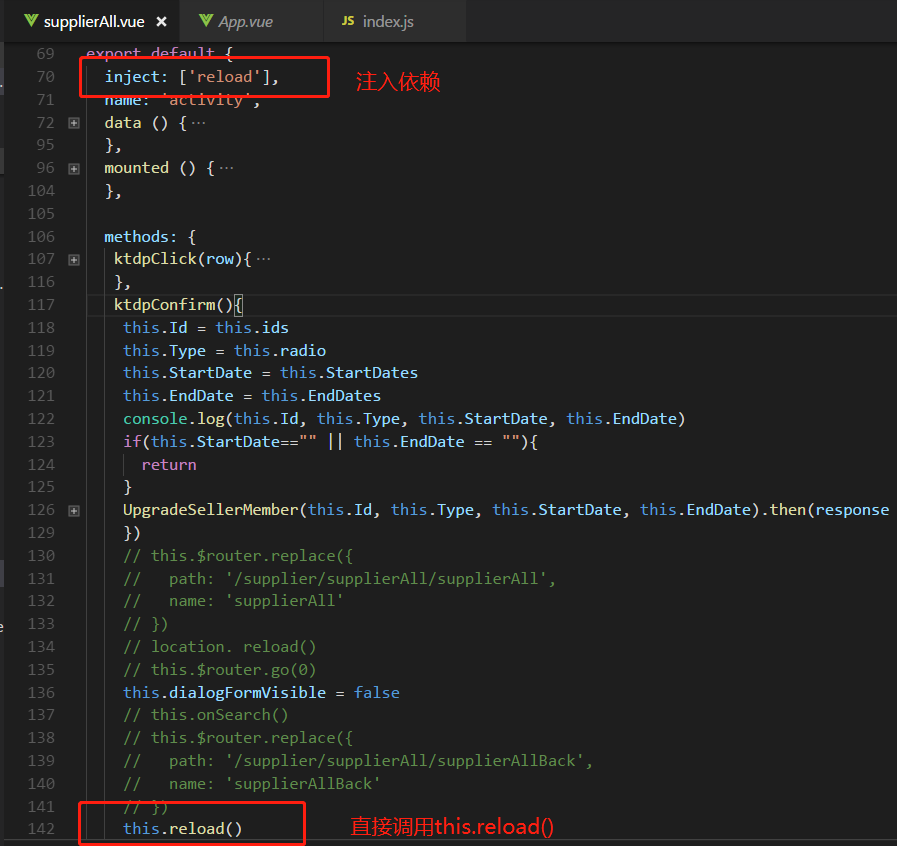 supplierAll.vue × App.vue JS index.js
69 export default {
70 inject: ['reload'], 注入依赖
71 name: 'activity',
72 data () { ···
95 },
96 mounted () { ···
104 },
105
106 methods: {
107 ktdpClick(row){ ···
116 },
117 ktdpConfirm(){
118 this.Id = this.ids
119 this.Type = this.radio
120 this.StartDate = this.StartDates
121 this.EndDate = this.EndDates
122 console.log(this.Id, this.Type, this.StartDate, this.EndDate)
123 if(this.StartDate=="" || this.EndDate == ""){
124 return
125 }
126 UpgradeSellerMember(this.Id, this.Type, this.StartDate, this.EndDate).then(response
129 })
130 // this.$router.replace({
131 //   path: '/supplier/supplierAll/supplierAll',
132 //   name: 'supplierAll'
133 // })
134 // location. reload()
135 // this.$router.go(0)
136 this.dialogFormVisible = false
137 // this.onSearch()
138 // this.$router.replace({
139 //   path: '/supplier/supplierAll/supplierAllBack',
140 //   name: 'supplierAllBack'
141 // })
142 this.reload() 直接调用this.reload()